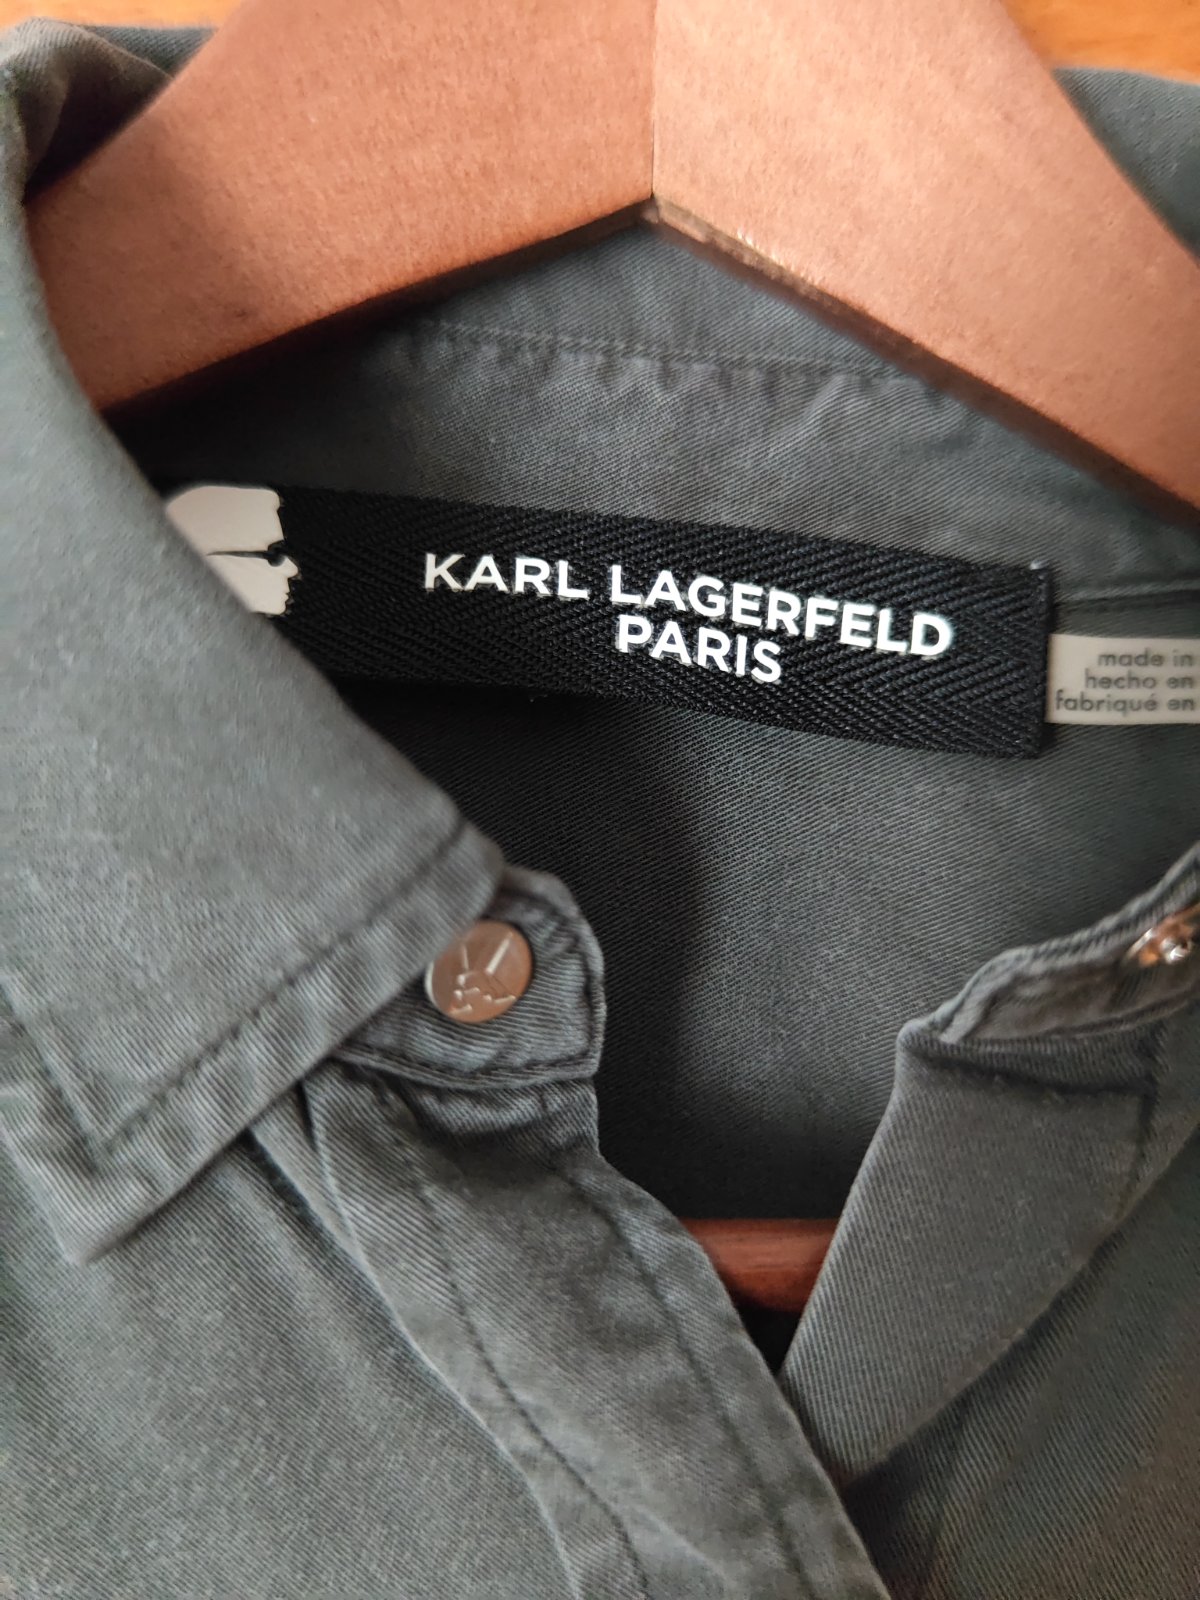 KARL LAGERFELD
PARIS
made in
hecho en
fabriqué en